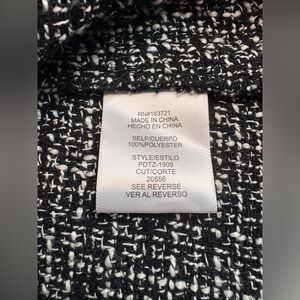 RN#163721
MADE IN CHINA
HECHO EN CHINA
SELF/CUERPO
100%POLYESTER
STYLE/ESTILO
PDTZ-1909
CUT/CORTE
20556
SEE REVERSE
VER AL REVERSO